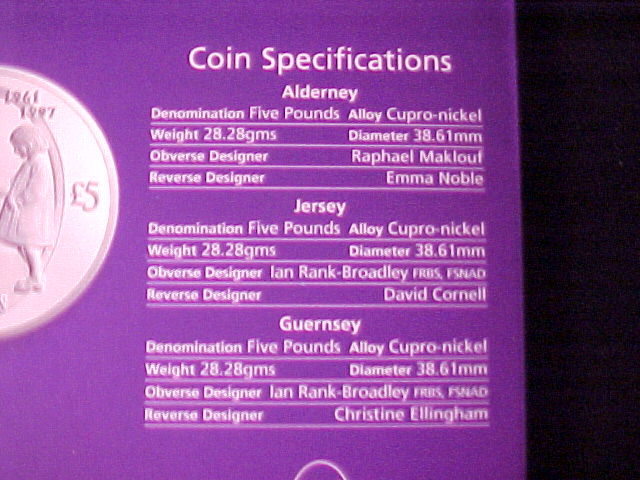 Coin Specifications
Alderney
Denomination Five Pounds Alloy Cupro-nickel
Weight 28.28gms Diameter 38.61mm
Obverse Designer Raphael Maklouf
Reverse Designer Emma Noble
Jersey
Denomination Five Pounds Alloy Cupro-nickel
Weight 28.28gms Diameter 38.61mm
Obverse Designer Ian Rank-Broadley FRBS, FSNAD
Reverse Designer David Cornell
Guernsey
Denomination Five Pounds Alloy Cupro-nickel
Weight 28.28gms Diameter 38.61mm
Obverse Designer Ian Rank-Broadley FRBS, FSNAD
Reverse Designer Christine Ellingham
1961
1997
£5